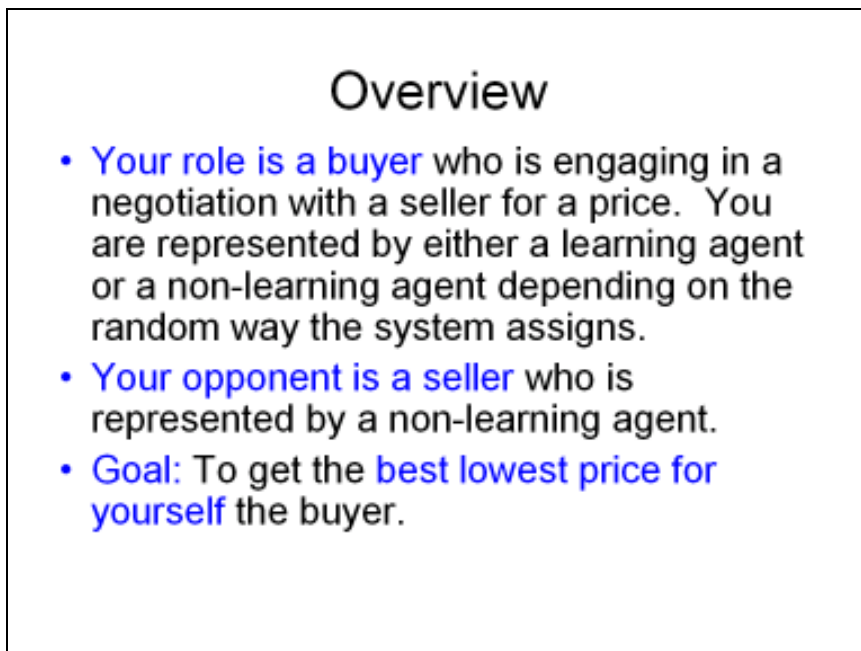 Overview
• Your role is a buyer who is engaging in a
negotiation with a seller for a price.  You
are represented by either a learning agent
or a non-learning agent depending on the
random way the system assigns.
• Your opponent is a seller who is
represented by a non-learning agent.
• Goal: To get the best lowest price for
yourself the buyer.